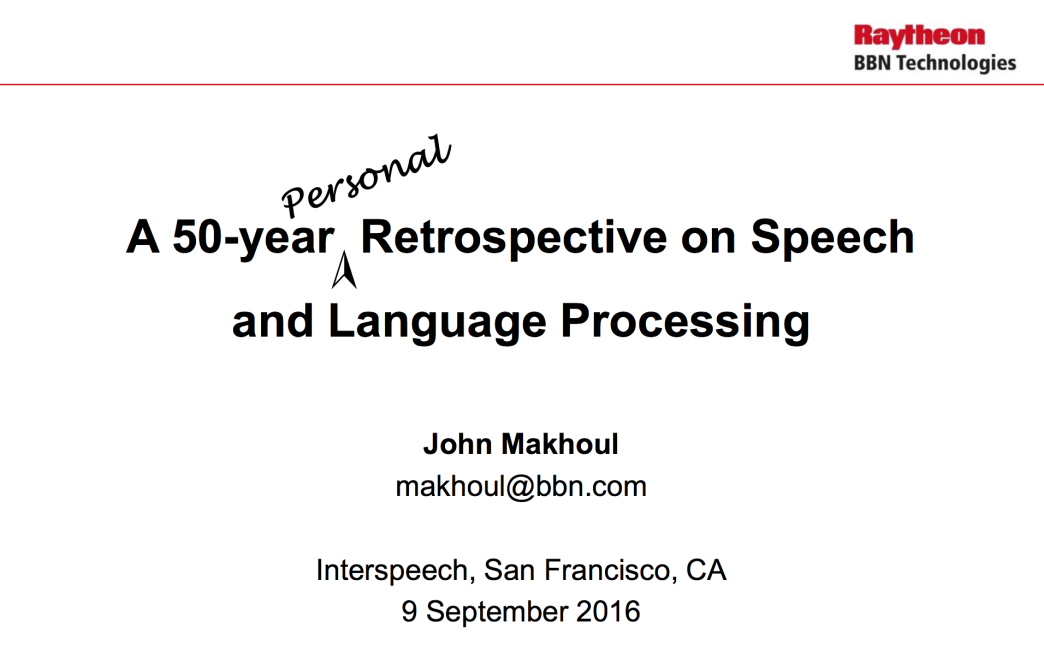 Raytheon
BBN Technologies
Personal
A 50-year Retrospective on Speech
and Language Processing
John Makhoul
makhoul@bbn.com
Interspeech, San Francisco, CA
9 September 2016